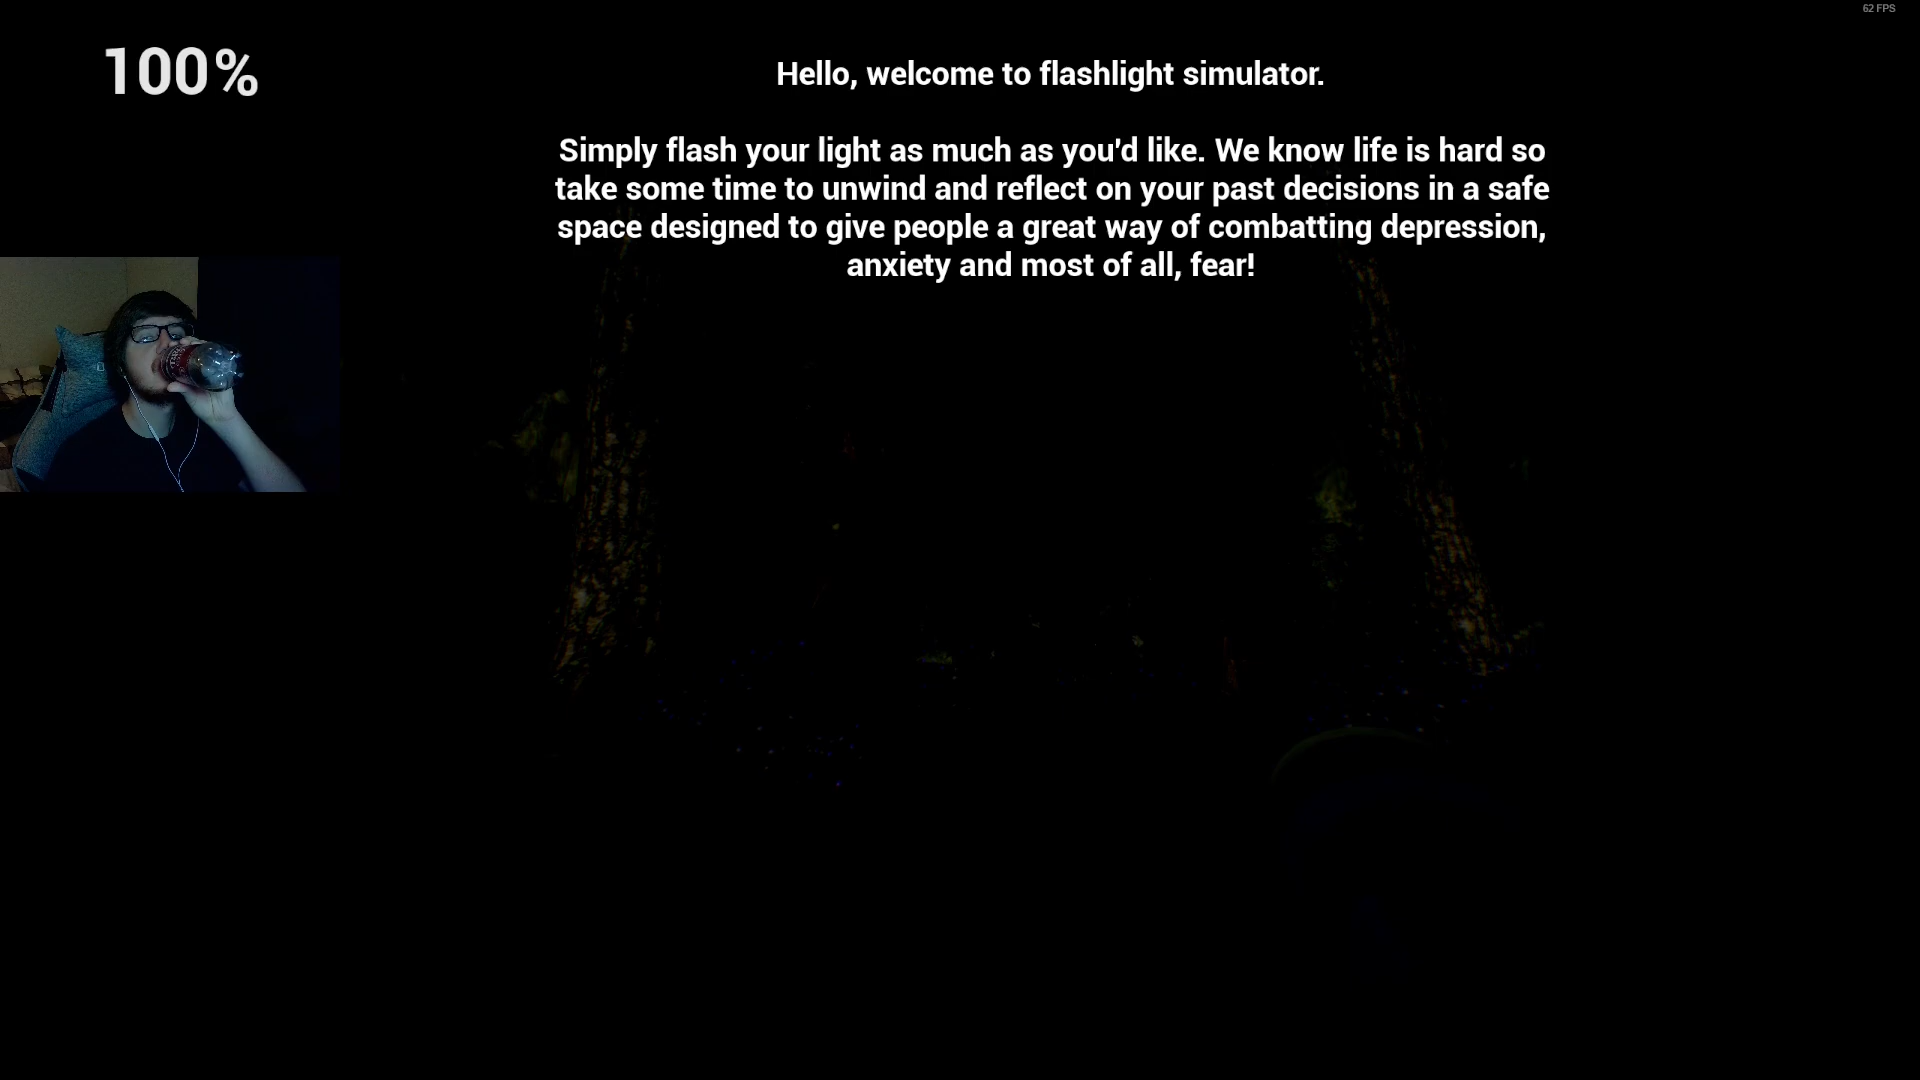 62 FPS
100%
Hello, welcome to flashlight simulator.
Simply flash your light as much as you'd like. We know life is hard so
take some time to unwind and reflect on your past decisions in a safe
space designed to give people a great way of combatting depression,
anxiety and most of all, fear!